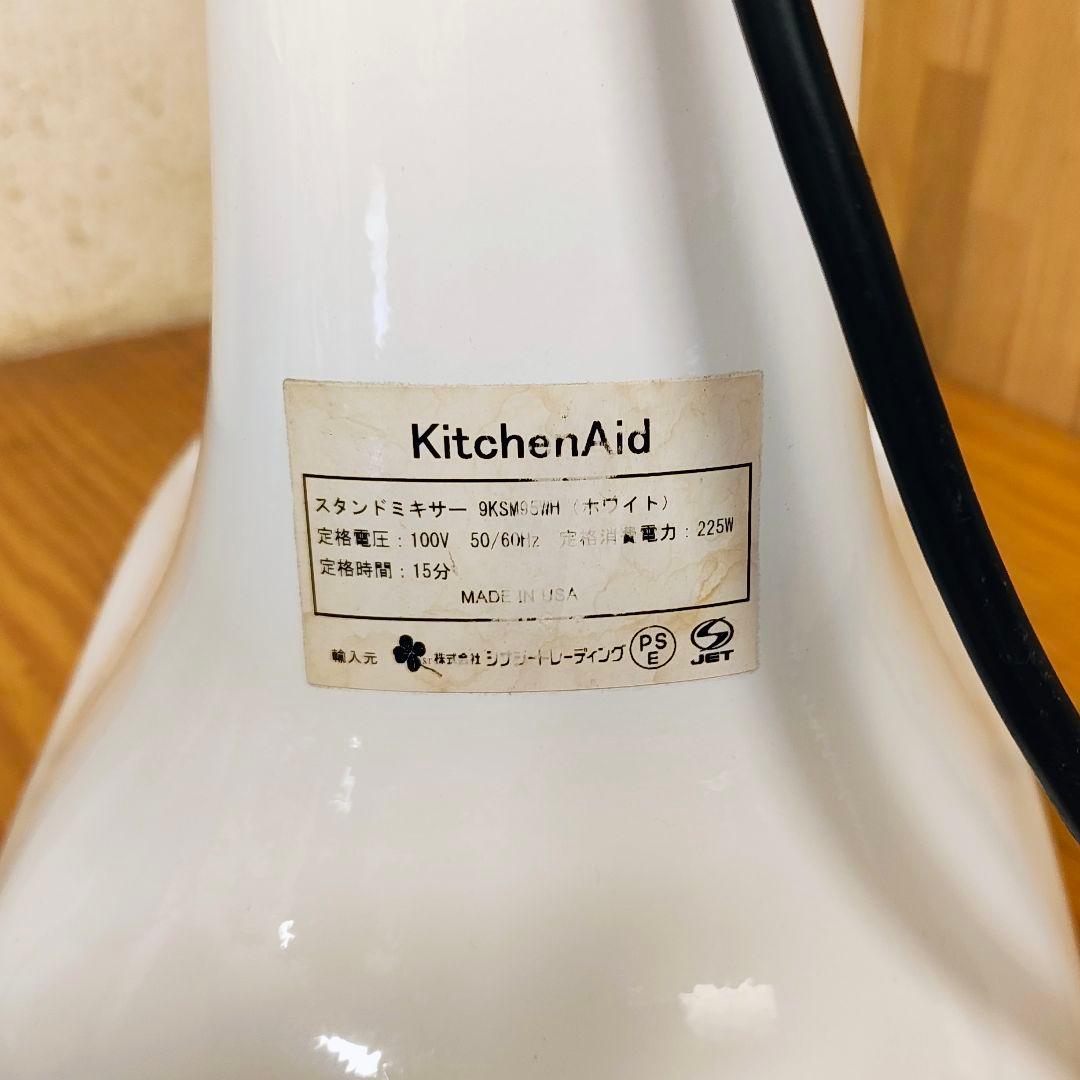 KitchenAid
スタンドミキサー 9KSM95WH (ホワイト)
定格電圧：100V 50/60Hz 定格消費電力：225W
定格時間：15分
MADE IN USA
輸入元 株式会社 シナジートレーディング PS E JET